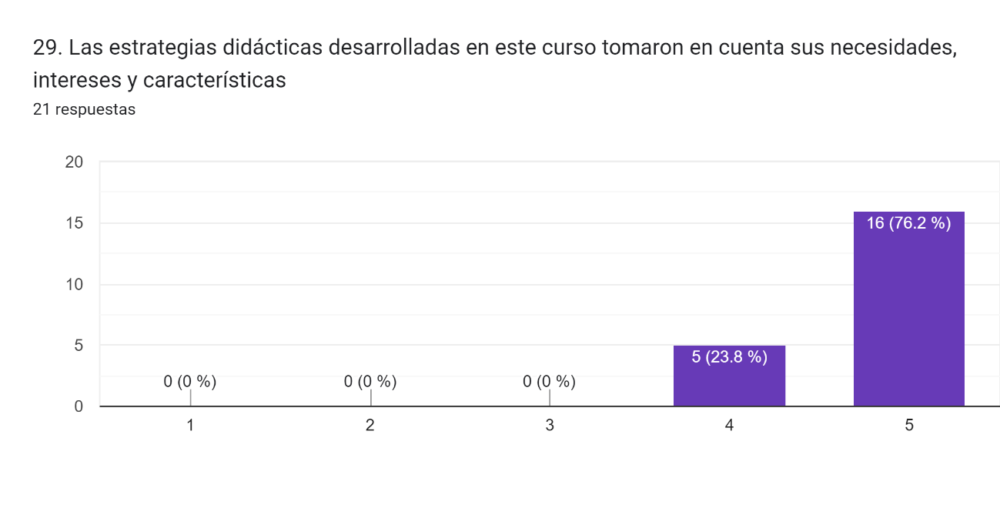 29. Las estrategias didácticas desarrolladas en este curso tomaron en cuenta sus necesidades,
intereses y características
21 respuestas
20
15
10
5
0
0 (0 %)
0 (0 %)
0 (0 %)
5 (23.8 %)
16 (76.2 %)
1
2
3
4
5